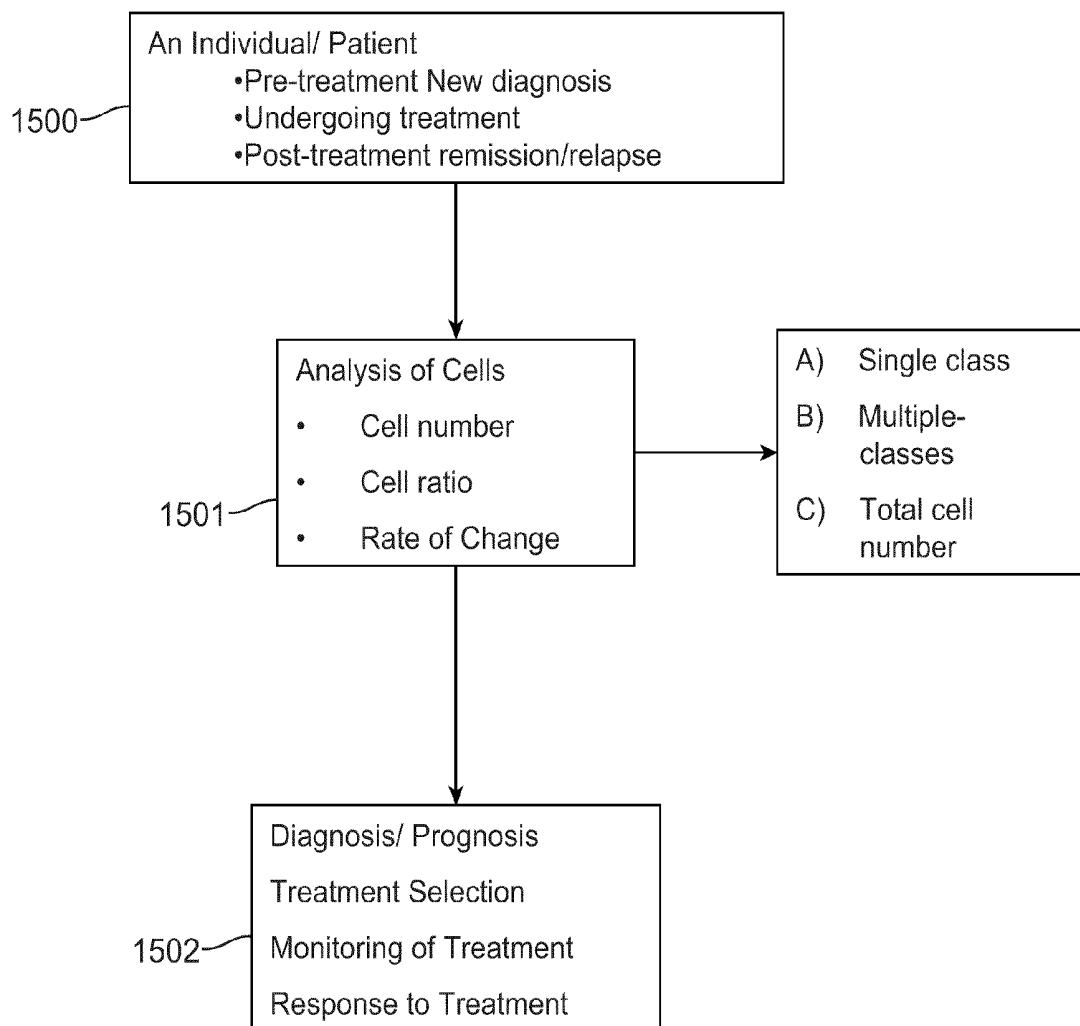 An Individual/ Patient
•Pre-treatment New diagnosis
•Undergoing treatment
•Post-treatment remission/relapse
1500
Analysis of Cells
• Cell number
• Cell ratio
• Rate of Change
1501
A) Single class
B) Multiple-
classes
C) Total cell
number
Diagnosis/ Prognosis
Treatment Selection
Monitoring of Treatment
Response to Treatment
1502